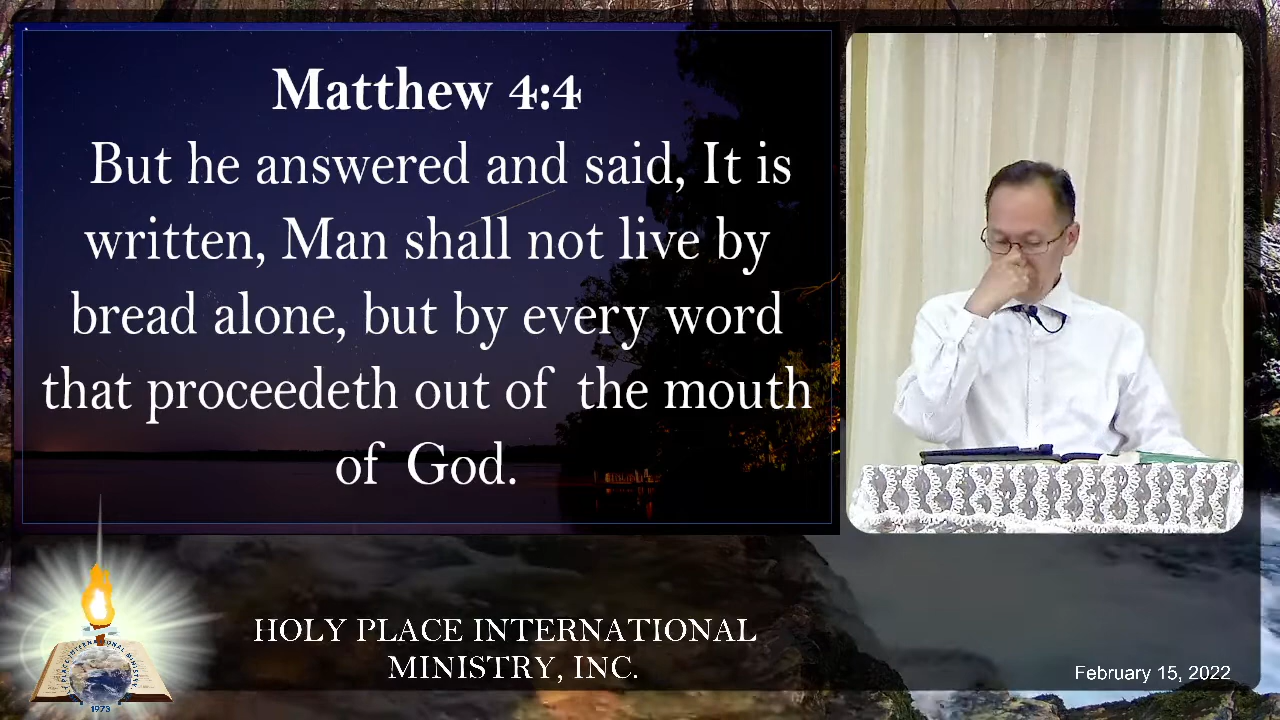 Matthew 4:4
But he answered and said, It is
written, Man shall not live by
bread alone, but by every word
that proceedeth out of the mouth
of God.
HOLY PLACE INTERNATIONAL
MINISTRY, INC.
February 15, 2022
1973